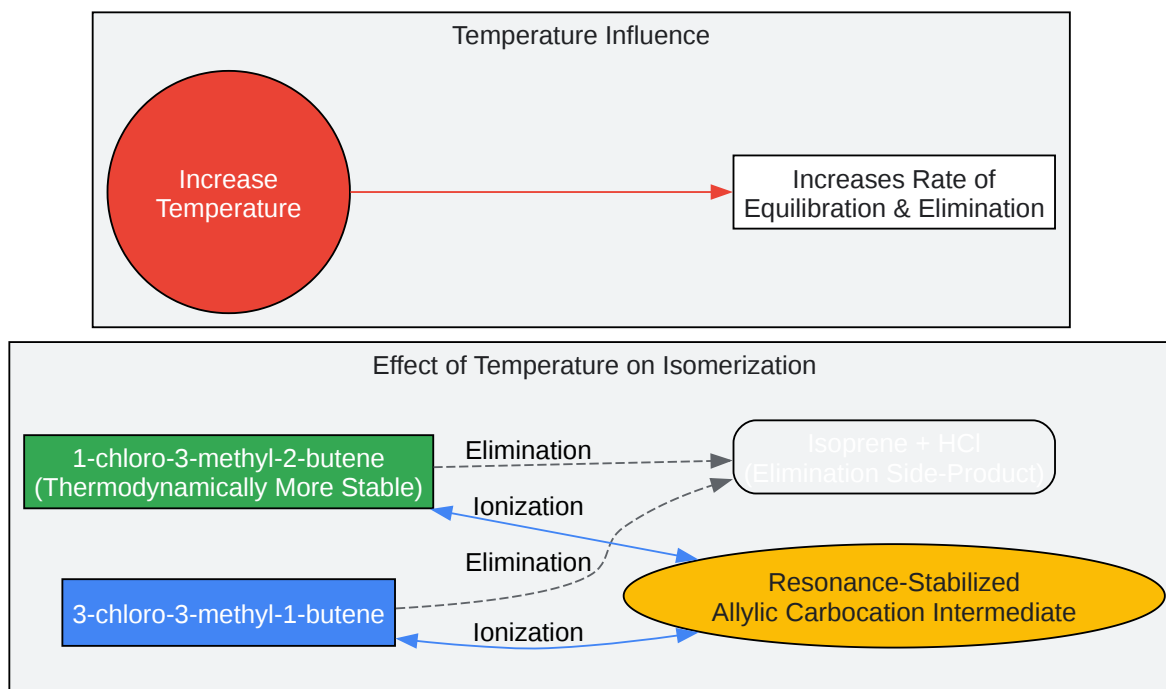 Temperature Influence
Increase
Temperature
Increases Rate of
Equilibration & Elimination
Effect of Temperature on Isomerization
1-chloro-3-methyl-2-butene
(Thermodynamically More Stable)
Elimination
Isoprene + HCl
(Elimination Side-Product)
Ionization
Elimination
3-chloro-3-methyl-1-butene
Ionization
Resonance-Stabilized
Allylic Carbocation Intermediate